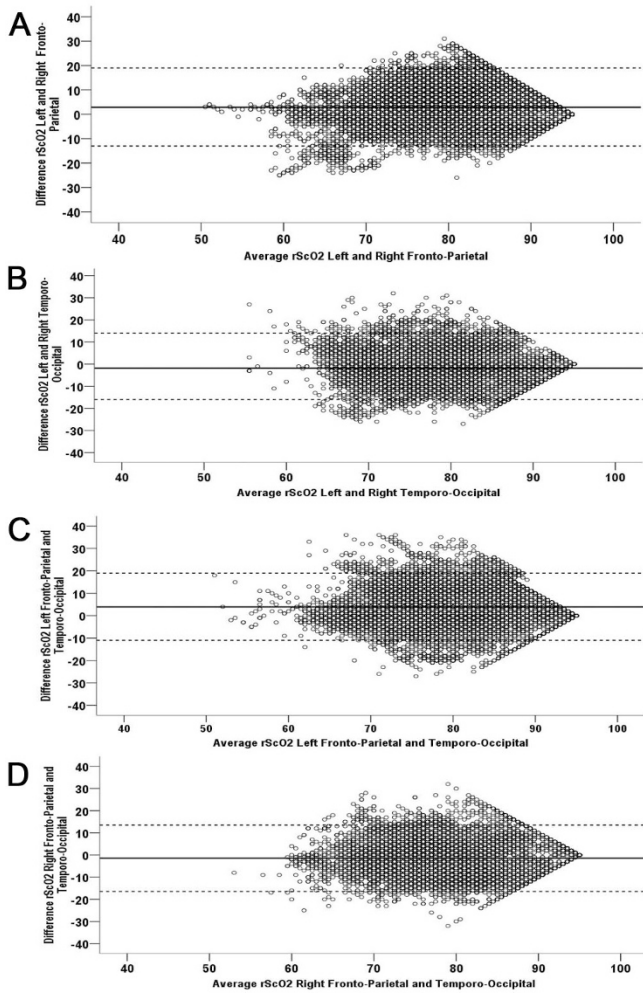 A
Difference rSc02 Left and Right Fronto-
Parietal
40
30
20
10
0
-10
-20
-30
-40
40 50 60 70 80 90 100
Average rScO2 Left and Right Fronto-Parietal
B
Difference rScO2 Left and Right Temporo-
Occipital
40
30
20
10
0
-10
-20
-30
-40
40 50 60 70 80 90 100
Average rScO2 Left and Right Temporo-Occipital
C
Difference rScO2 Left Fronto-Parietal and
Temporo-Occipital
40
30
20
10
0
-10
-20
-30
-40
40 50 60 70 80 90 100
Average rScO2 Left Fronto-Parietal and Temporo-Occipital
D
Difference rScO2 Right Fronto-Parietal and
Temporo-Occipital
40
30
20
10
0
-10
-20
-30
-40
40 50 60 70 80 90 100
Average rScO2 Right Fronto-Parietal and Temporo-Occipital